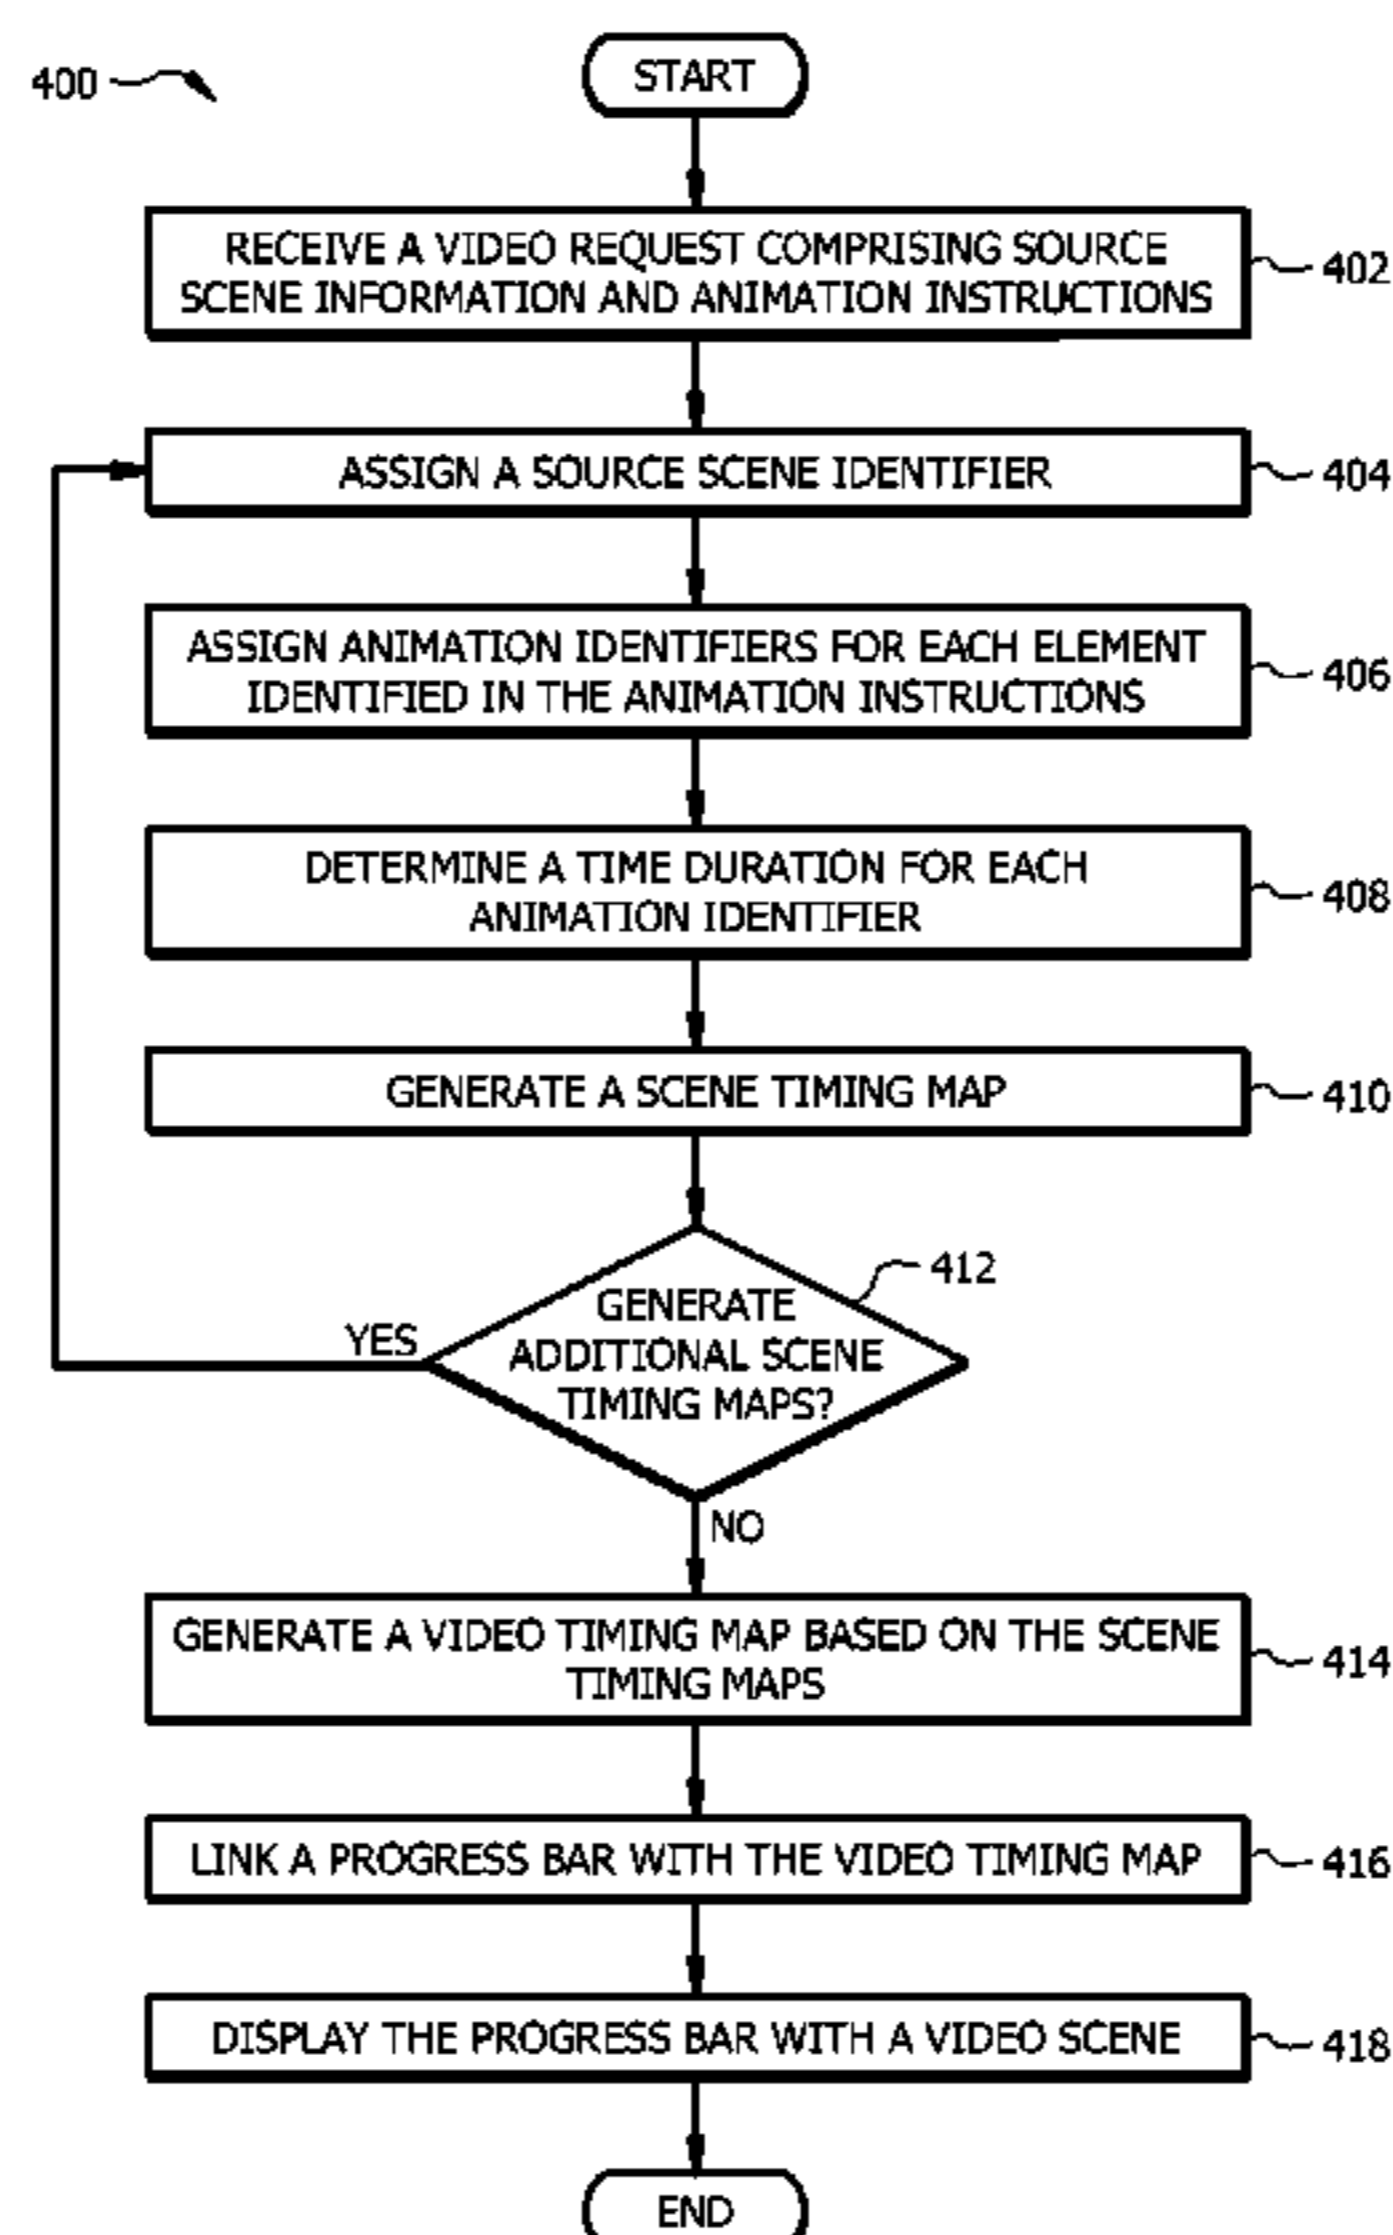 400
START
RECEIVE A VIDEO REQUEST COMPRISING SOURCE
SCENE INFORMATION AND ANIMATION INSTRUCTIONS
402
ASSIGN A SOURCE SCENE IDENTIFIER
404
ASSIGN ANIMATION IDENTIFIERS FOR EACH ELEMENT
IDENTIFIED IN THE ANIMATION INSTRUCTIONS
406
DETERMINE A TIME DURATION FOR EACH
ANIMATION IDENTIFIER
408
GENERATE A SCENE TIMING MAP
410
412
GENERATE
ADDITIONAL SCENE
TIMING MAPS?
YES
NO
GENERATE A VIDEO TIMING MAP BASED ON THE SCENE
TIMING MAPS
414
LINK A PROGRESS BAR WITH THE VIDEO TIMING MAP
416
DISPLAY THE PROGRESS BAR WITH A VIDEO SCENE
418
END